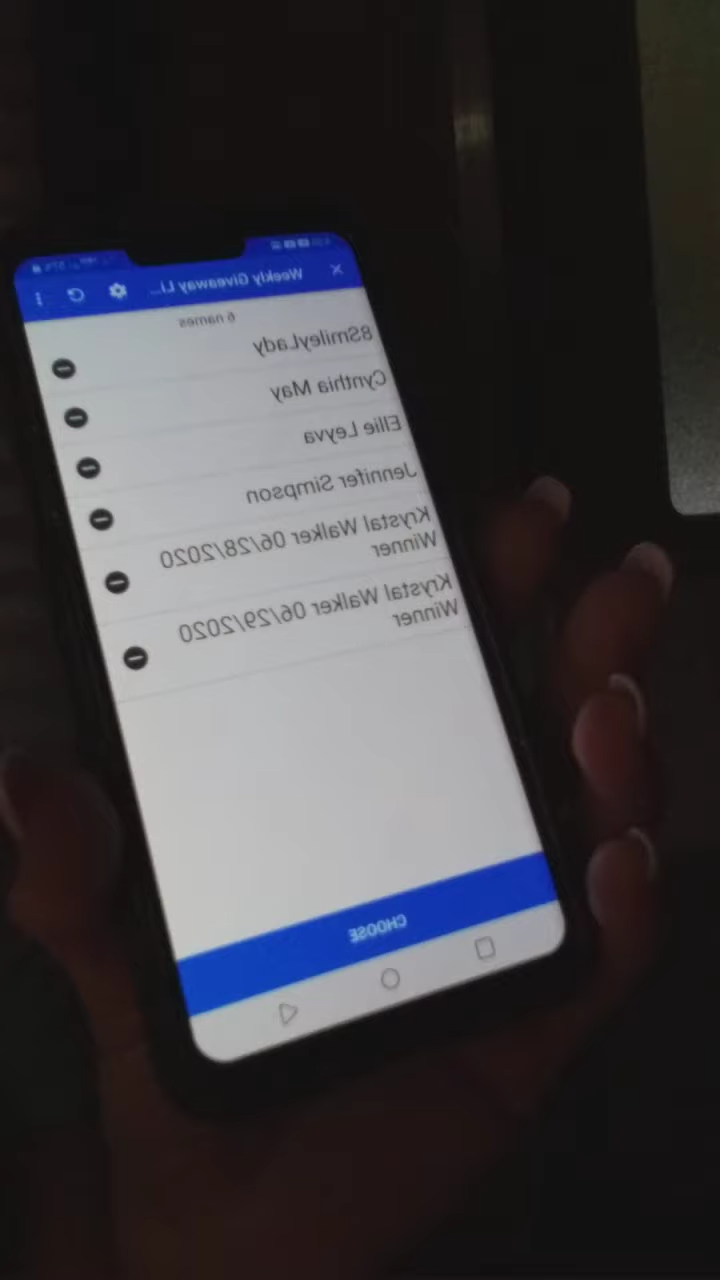 Weekly Giveaway Li...
6 names
8SmileyLady
Cynthia May
Ellie Leyva
Jennifer Simpson
Krystal Walker 06/28/2020
Winner
Krystal Walker 06/29/2020
Winner
CHOOSE